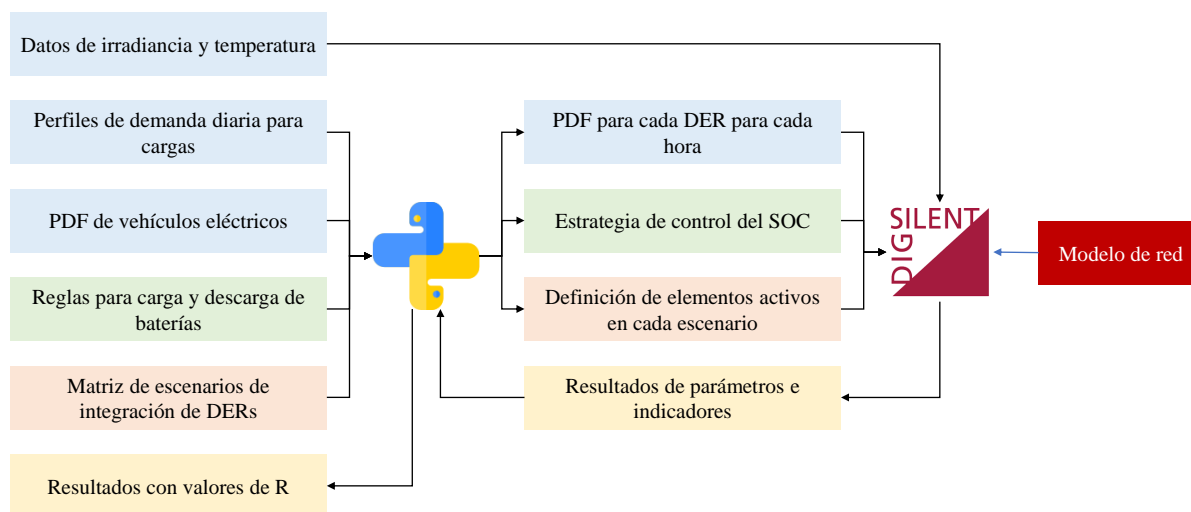 Datos de irradiancia y temperatura
Perfiles de demanda diaria para
cargas
PDF de vehículos eléctricos
Reglas para carga y descarga de
baterías
Matriz de escenarios de
integración de DERs
Resultados con valores de R
PDF para cada DER para cada
hora
Estrategia de control del SOC
Definición de elementos activos
en cada escenario
Resultados de parámetros e
indicadores
DIG
SILENT
Modelo de red